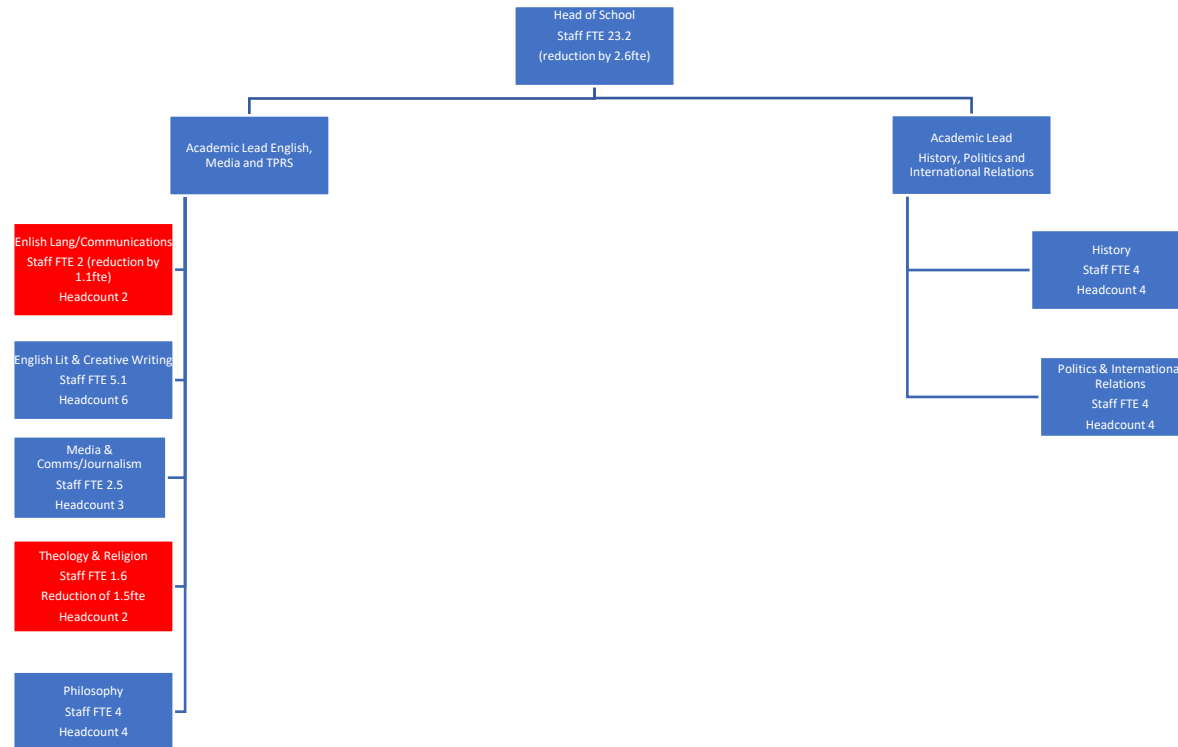 Head of School
Staff FTE 23.2
(reduction by 2.6fte)
Academic Lead English,
Media and TPRS
Academic Lead
History, Politics and
International Relations
Enlish Lang/Communications
Staff FTE 2 (reduction by
1.1fte)
Headcount 2
English Lit & Creative Writing
Staff FTE 5.1
Headcount 6
Media &
Comms/Journalism
Staff FTE 2.5
Headcount 3
Theology & Religion
Staff FTE 1.6
Reduction of 1.5fte
Headcount 2
Philosophy
Staff FTE 4
Headcount 4
History
Staff FTE 4
Headcount 4
Politics & Internationa
Relations
Staff FTE 4
Headcount 4